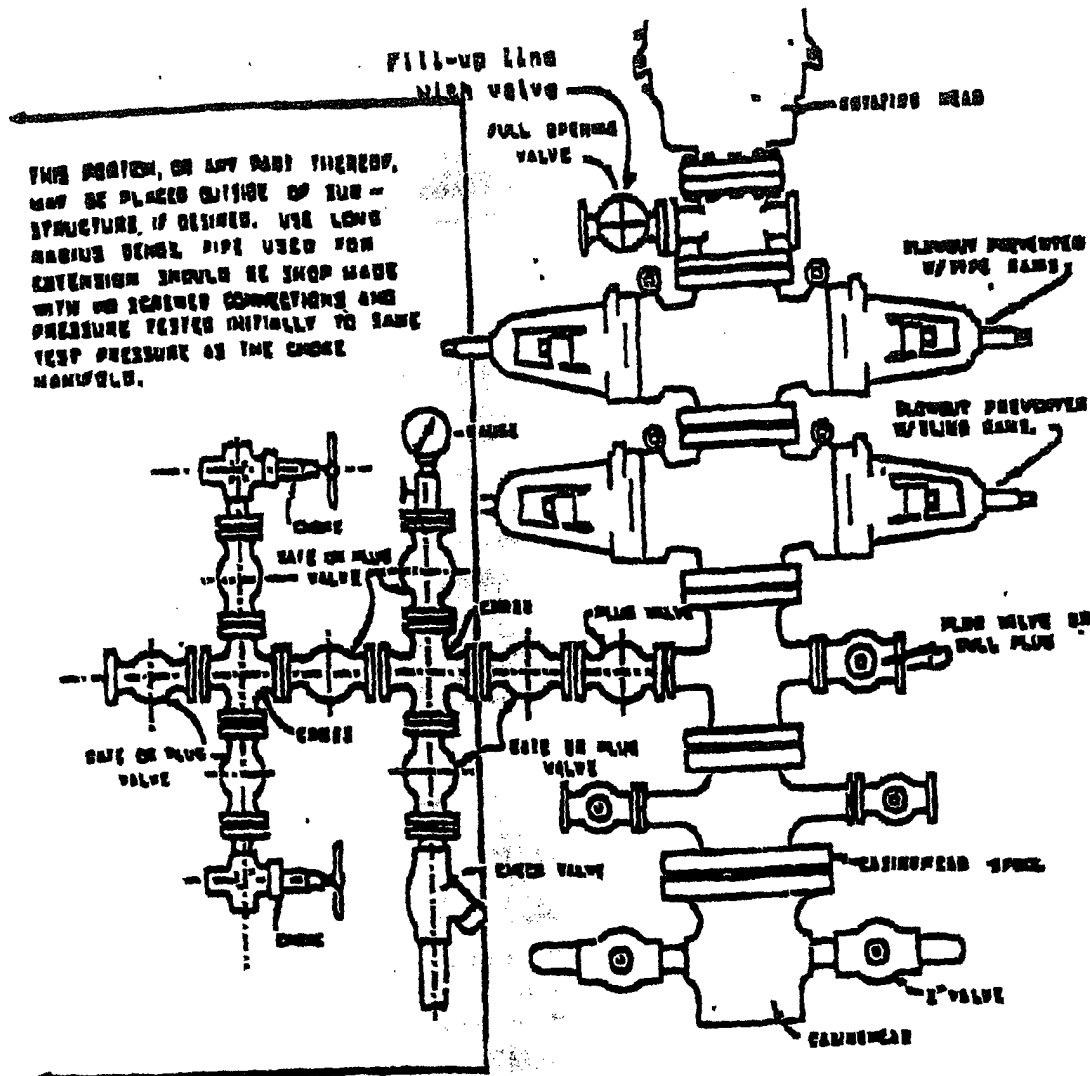 Fill-up line
with valve
FULL OPENING
VALVE
ROTATING HEAD
THIS PORTION, OR ANY PART THEREOF,
MAY BE PLACED OUTSIDE OF SUB-
STRUCTURE, IF DESIRED. USE LONG
RADIUS BENDS. PIPE USED FOR
EXTENSION SHOULD BE SHOP MADE
WITH NO SCREWED CONNECTIONS AND
PRESSURE TESTED INITIALLY TO SAME
TEST PRESSURE AS THE CHOKE
MANIFOLD.
BLOWOUT PREVENTER
W/PIPE RAMS
BLOWOUT PREVENTER
W/BLIND RAMS.
GAUGE
CHOKE
GATE OR PLUG
VALVE
CROSS
PLUG VALVE
PLUG VALVE OR
BULL PLUG
CROSS
GATE OR PLUG
VALVE
GATE OR PLUG
VALVE
CHECK VALVE
CASINGHEAD SPOOL
CHOKE
2" VALVE
CASINGHEAD